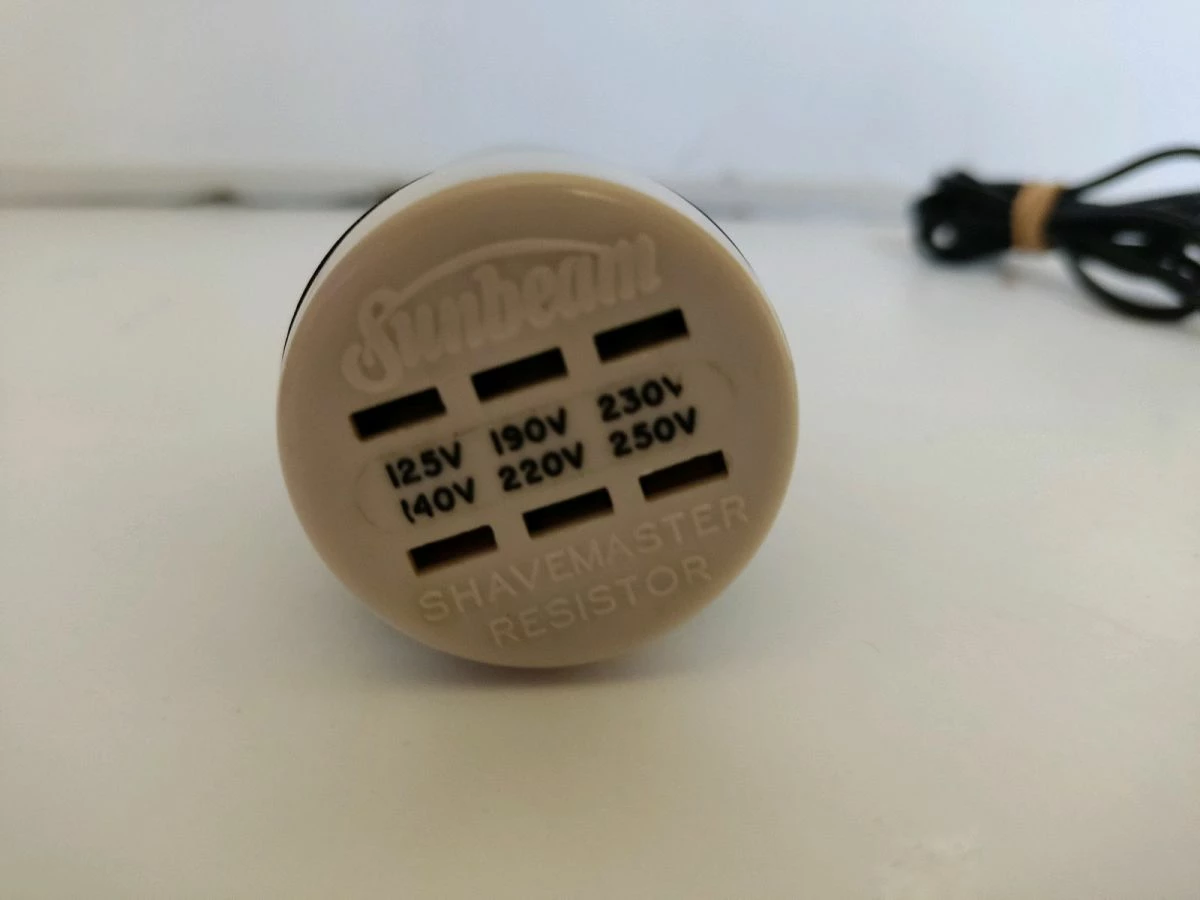 Sunbeam
125V 190V 230V
140V 220V 250V
SHAVEMASTER
RESISTOR